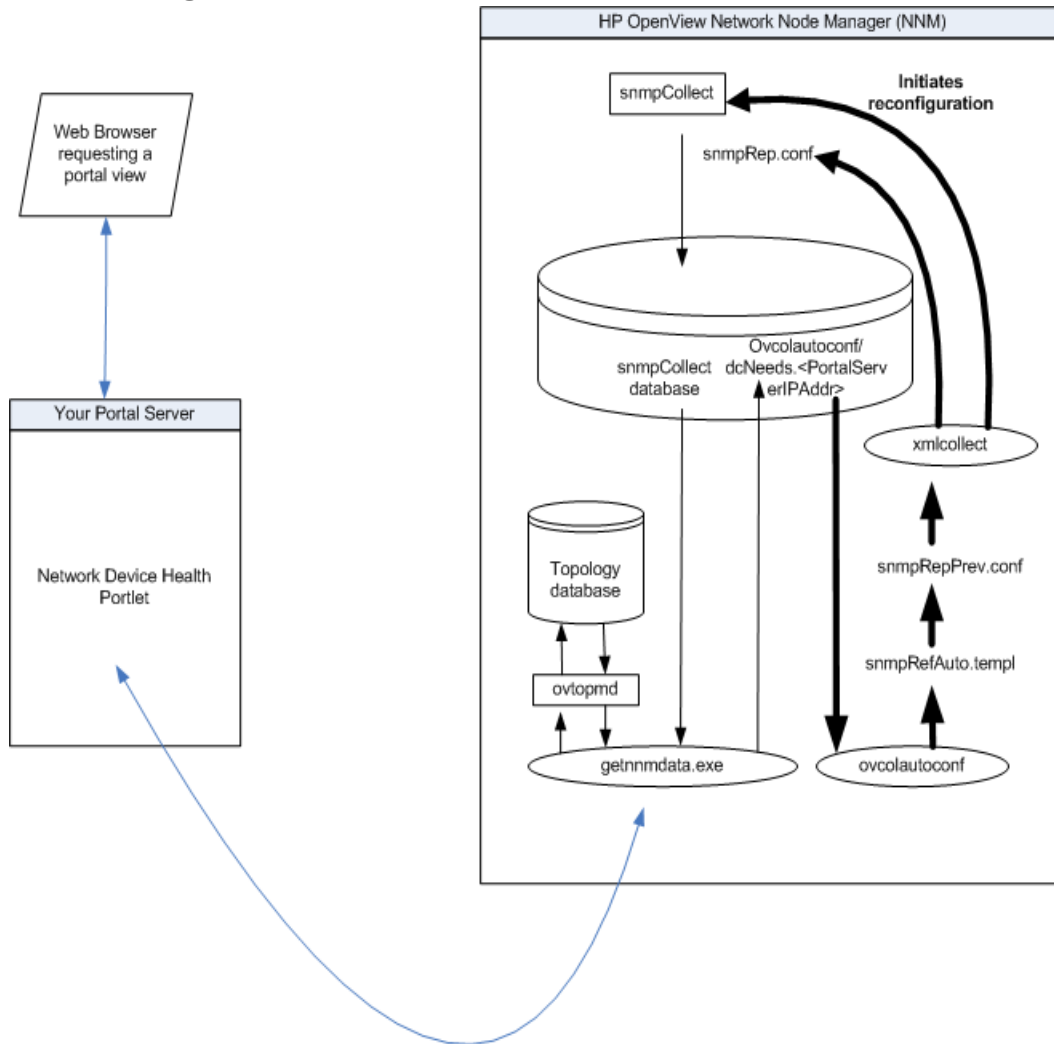 HP OpenView Network Node Manager (NNM)
snmpCollect
Initiates
reconfiguration
snmpRep.conf
Web Browser
requesting a
portal view
snmpCollect
database
Ovcolautoconf/
dcNeeds.<PortalServ
erIPAddr>
Your Portal Server
xmlcollect
Network Device Health
Portlet
Topology
database
snmpRepPrev.conf
snmpRefAuto.templ
ovtopmd
getnnmdata.exe
ovcolautoconf